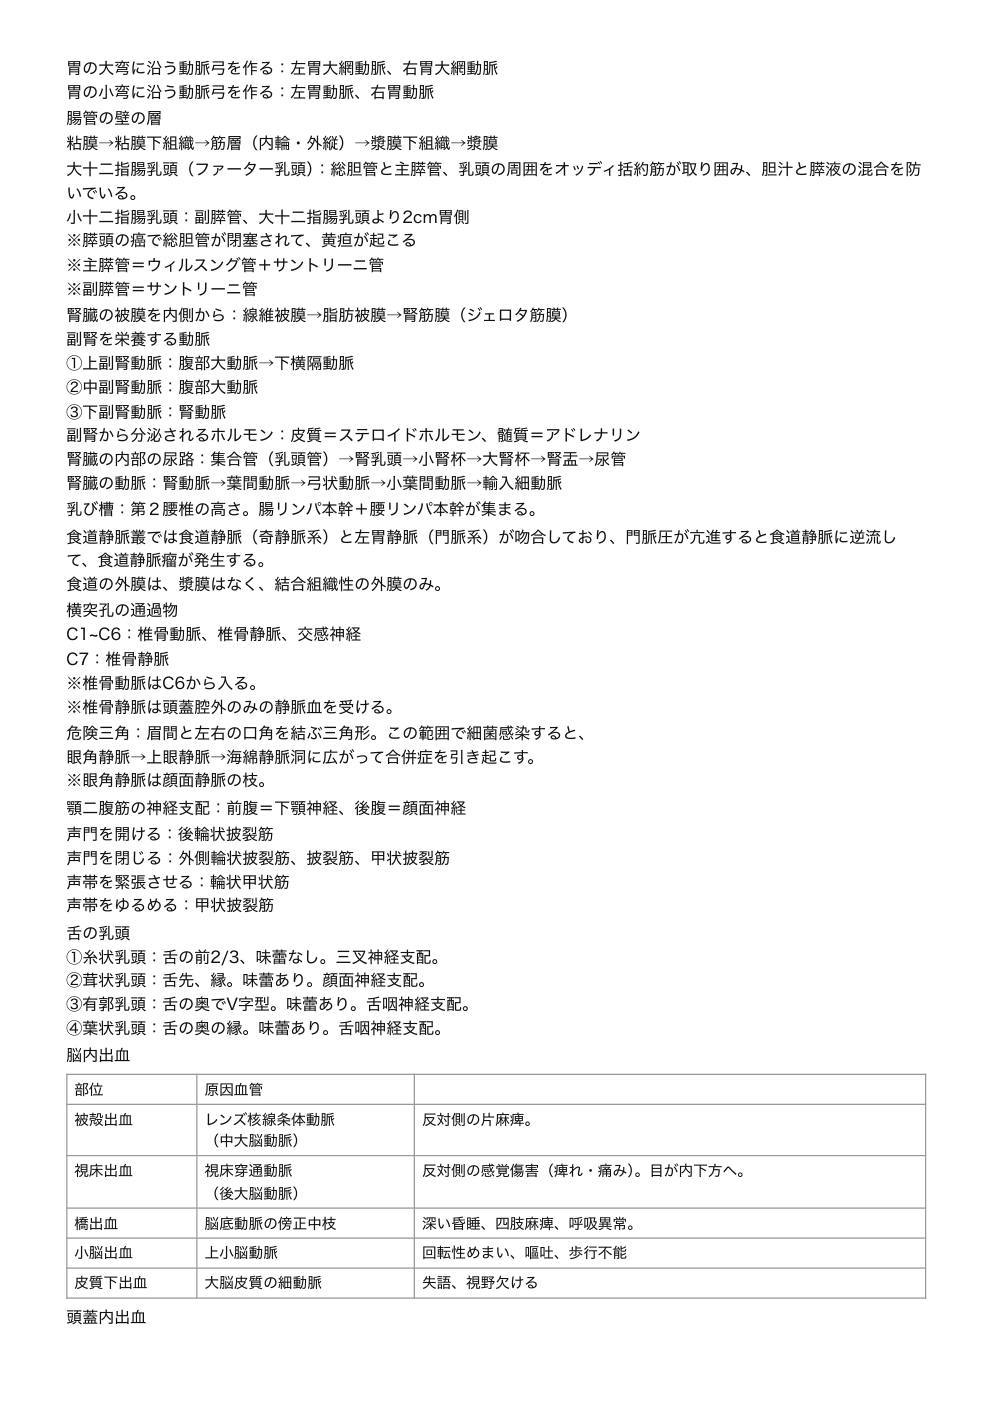 胃の大弯に沿う動脈弓を作る：左胃大網動脈、右胃大網動脈
胃の小弯に沿う動脈弓を作る：左胃動脈、右胃動脈
腸管の壁の層
粘膜→粘膜下組織→筋層（内輪・外縦）→漿膜下組織→漿膜
大十二指腸乳頭（ファーター乳頭）：総胆管と主膵管、乳頭の周囲をオッディ括約筋が取り囲み、胆汁と膵液の混合を防
いでいる。
小十二指腸乳頭：副膵管、大十二指腸乳頭より2cm胃側
※膵頭の癌で総胆管が閉塞されて、黄疸が起こる
※主膵管＝ウィルスング管＋サントリーニ管
※副膵管＝サントリーニ管
腎臓の被膜を内側から：線維被膜→脂肪被膜→腎筋膜（ジェロタ筋膜）
副腎を栄養する動脈
①上副腎動脈：腹部大動脈→下横隔動脈
②中副腎動脈：腹部大動脈
③下副腎動脈：腎動脈
副腎から分泌されるホルモン：皮質＝ステロイドホルモン、髄質＝アドレナリン
腎臓の内部の尿路：集合管（乳頭管）→腎乳頭→小腎杯→大腎杯→腎盂→尿管
腎臓の動脈：腎動脈→葉間動脈→弓状動脈→小葉間動脈→輸入細動脈
乳び槽：第２腰椎の高さ。腸リンパ本幹＋腰リンパ本幹が集まる。
食道静脈叢では食道静脈（奇静脈系）と左胃静脈（門脈系）が吻合しており、門脈圧が亢進すると食道静脈に逆流し
て、食道静脈瘤が発生する。
食道の外膜は、漿膜はなく、結合組織性の外膜のみ。
横突孔の通過物
C1~C6：椎骨動脈、椎骨静脈、交感神経
C7：椎骨静脈
※椎骨動脈はC6から入る。
※椎骨静脈は頭蓋腔外のみの静脈血を受ける。
危険三角：眉間と左右の口角を結ぶ三角形。この範囲で細菌感染すると、
眼角静脈→上眼静脈→海綿静脈洞に広がって合併症を引き起こす。
※眼角静脈は顔面静脈の枝。
顎二腹筋の神経支配：前腹＝下顎神経、後腹＝顔面神経
声門を開ける：後輪状披裂筋
声門を閉じる：外側輪状披裂筋、披裂筋、甲状披裂筋
声帯を緊張させる：輪状甲状筋
声帯をゆるめる：甲状披裂筋
舌の乳頭
①糸状乳頭：舌の前2/3、味蕾なし。三叉神経支配。
②茸状乳頭：舌先、縁。味蕾あり。顔面神経支配。
③有郭乳頭：舌の奥でV字型。味蕾あり。舌咽神経支配。
④葉状乳頭：舌の奥の縁。味蕾あり。舌咽神経支配。
脳内出血
部位 原因血管
被殻出血 レンズ核線条体動脈 反対側の片麻痺。
（中大脳動脈）
視床出血 視床穿通動脈 反対側の感覚傷害（痺れ・痛み）。目が内下方へ。
（後大脳動脈）
橋出血 脳底動脈の傍正中枝 深い昏睡、四肢麻痺、呼吸異常。
小脳出血 上小脳動脈 回転性めまい、嘔吐、歩行不能
皮質下出血 大脳皮質の細動脈 失語、視野欠ける
頭蓋内出血